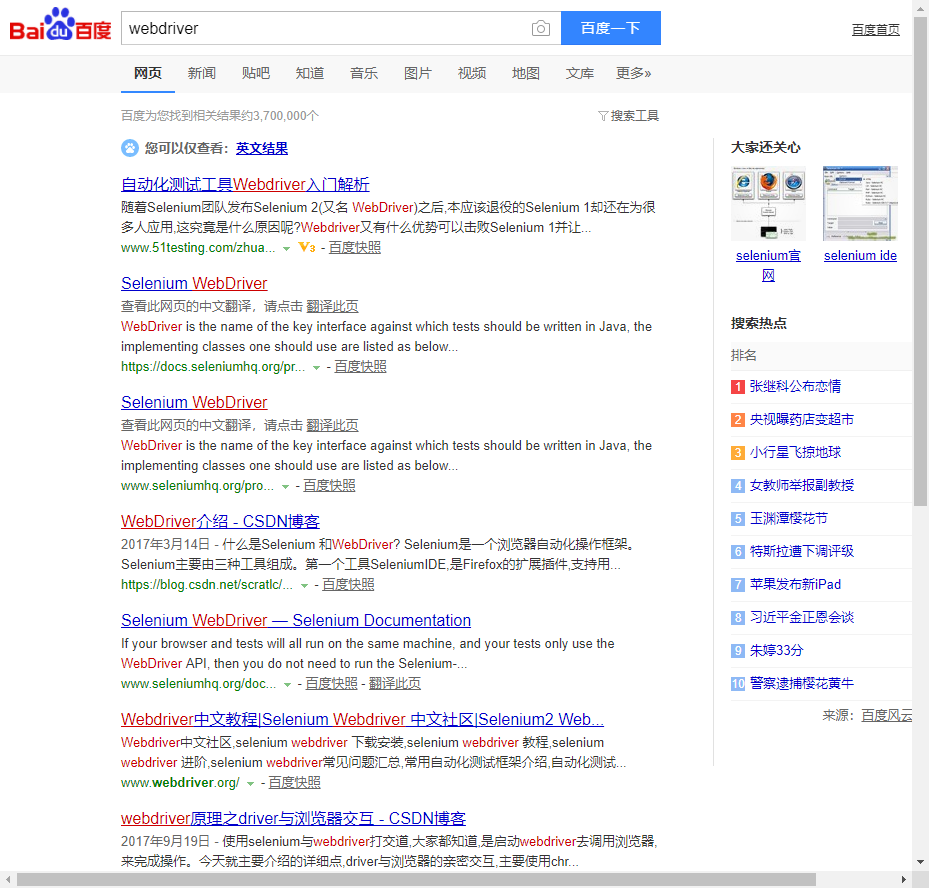 Bai du 百度
webdriver
百度一下
百度首页
网页 新闻 贴吧 知道 音乐 图片 视频 地图 文库 更多»
百度为您找到相关结果约3,700,000个
搜索工具
您可以仅查看：英文结果
自动化测试工具Webdriver入门解析
随着Selenium团队发布Selenium 2(又名 WebDriver)之后,本应该退役的Selenium 1却还在为很
多人应用,这究竟是什么原因呢?Webdriver又有什么优势可以击败Selenium 1并让...
www.51testing.com/zhua... V3 - 百度快照
Selenium WebDriver
查看此网页的中文翻译，请点击 翻译此页
WebDriver is the name of the key interface against which tests should be written in Java, the
implementing classes one should use are listed as below...
https://docs.seleniumhq.org/pr... - 百度快照
Selenium WebDriver
查看此网页的中文翻译，请点击 翻译此页
WebDriver is the name of the key interface against which tests should be written in Java, the
implementing classes one should use are listed as below...
www.seleniumhq.org/pro... - 百度快照
WebDriver介绍 - CSDN博客
2017年3月14日 - 什么是Selenium 和WebDriver? Selenium是一个浏览器自动化操作框架。
Selenium主要由三种工具组成。第一个工具SeleniumIDE,是Firefox的扩展插件,支持用...
https://blog.csdn.net/scratlc/... - 百度快照
Selenium WebDriver — Selenium Documentation
If your browser and tests will all run on the same machine, and your tests only use the
WebDriver API, then you do not need to run the Selenium-...
www.seleniumhq.org/doc... - 百度快照 - 翻译此页
Webdriver中文教程|Selenium Webdriver 中文社区|Selenium2 Web...
Webdriver中文社区,selenium webdriver 下载安装,selenium webdriver 教程,selenium
webdriver 进阶,selenium webdriver常见问题汇总,常用自动化测试框架介绍,自动化测试...
www.webdriver.org/ - 百度快照
webdriver原理之driver与浏览器交互 - CSDN博客
2017年9月19日 - 使用selenium与webdriver打交道,大家都知道,是启动webdriver去调用浏览器,
来完成操作。今天就主要介绍的详细点,driver与浏览器的亲密交互,主要使用chr...
大家还关心
selenium官
网
selenium ide
搜索热点
排名
1 张继科公布恋情
2 央视曝药店变超市
3 小行星飞掠地球
4 女教师举报副教授
5 玉渊潭樱花节
6 特斯拉遭下调评级
7 苹果发布新iPad
8 习近平金正恩会谈
9 朱婷33分
10 警察逮捕樱花黄牛
来源：百度风云